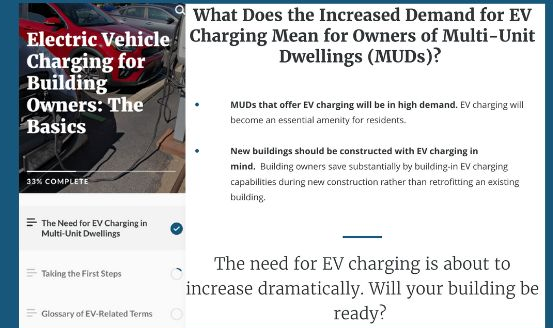 Electric Vehicle
Charging for
Building
Owners: The
Basics
33% COMPLETE
The Need for EV Charging in
Multi-Unit Dwellings
Taking the First Steps
Glossary of EV-Related Terms
What Does the Increased Demand for EV
Charging Mean for Owners of Multi-Unit
Dwellings (MUDs)?
• MUDs that offer EV charging will be in high demand. EV charging will
become an essential amenity for residents.
• New buildings should be constructed with EV charging in
mind. Building owners save substantially by building-in EV charging
capabilities during new construction rather than retrofitting an existing
building.
The need for EV charging is about to
increase dramatically. Will your building be
ready?